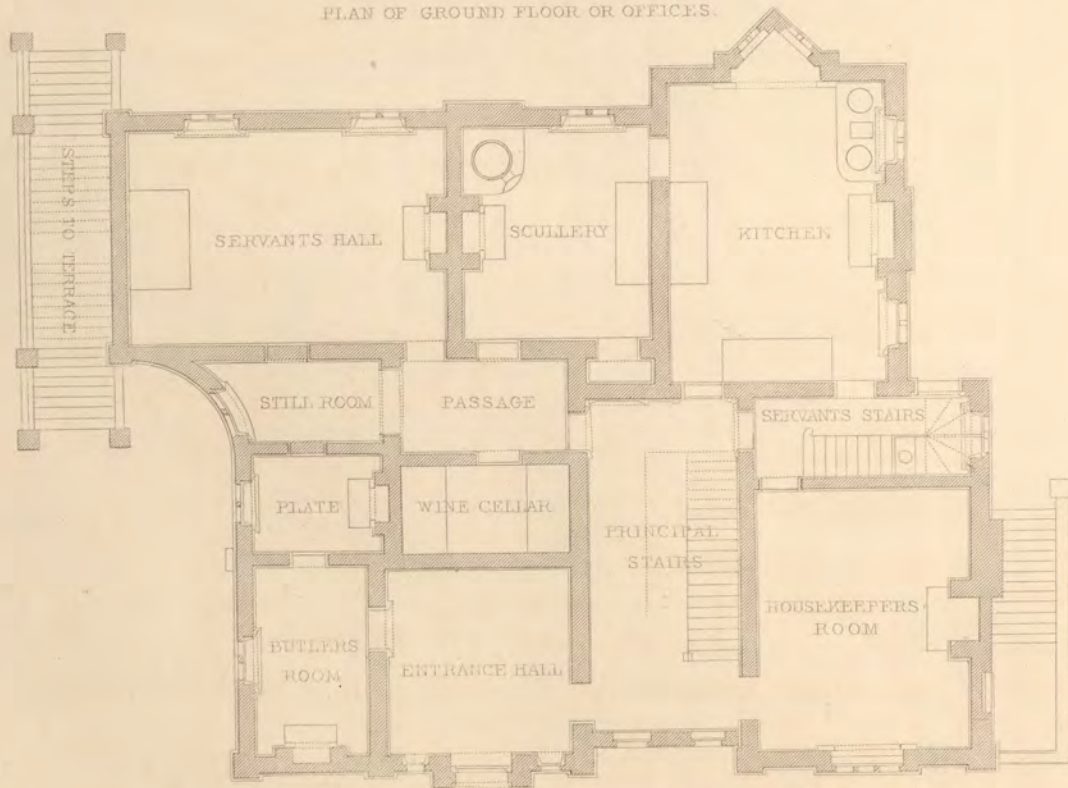 PLAN OF GROUND FLOOR OR OFFICES.
STEPS TO TERRACE
SERVANTS HALL
SCULLERY
KITCHEN
STILL ROOM
PASSAGE
SERVANTS STAIRS
PLATE
WINE CELLAR
PRINCIPAL
STAIRS
HOUSEKEEPERS
ROOM
BUTLERS
ROOM
ENTRANCE HALL